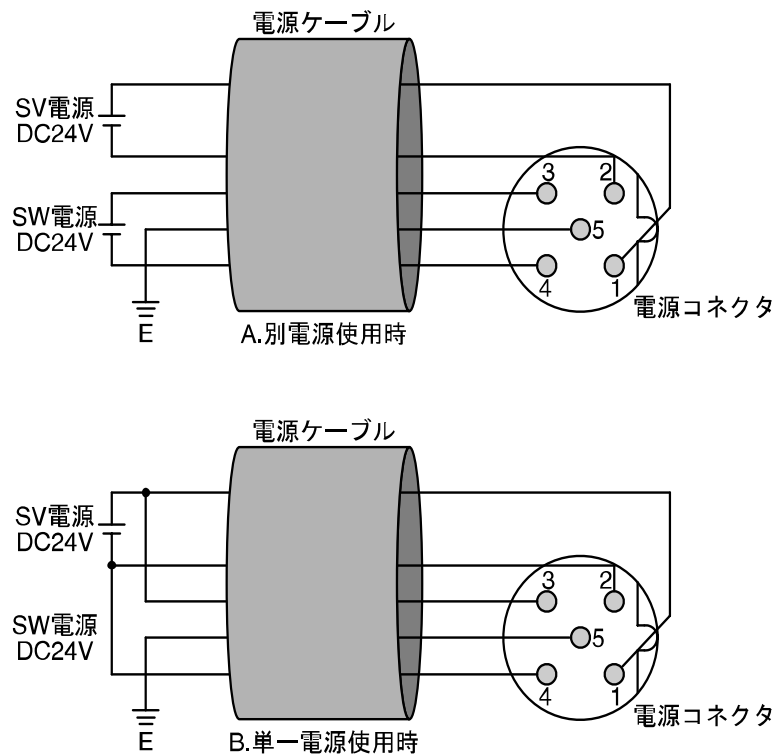 電源ケーブル
SV電源
DC24V
SW電源
DC24V
E
3
2
5
4
1
電源コネクタ
A.別電源使用時
電源ケーブル
SV電源
DC24V
SW電源
DC24V
E
3
2
5
4
1
電源コネクタ
B.単一電源使用時